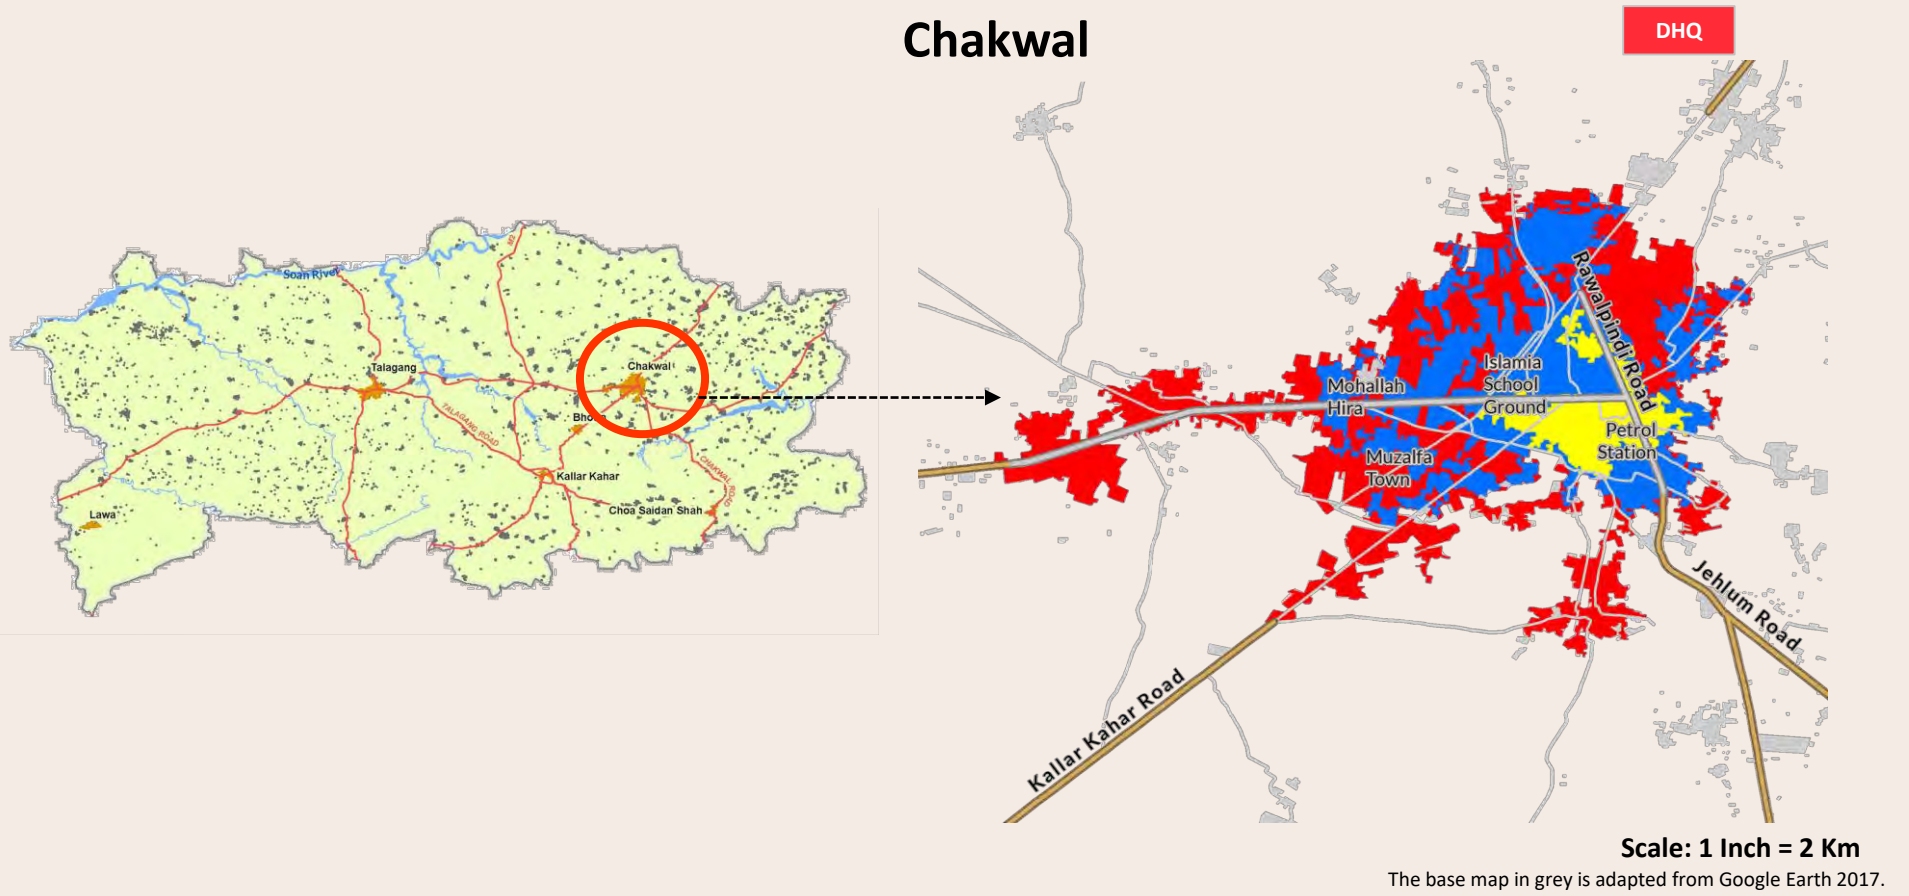 Chakwal
DHQ
Soan River
M2
Talagang
Chakwal
TALAGANG ROAD
Kallar Kahar
CHAKWAL ROAD
Choa Saidan Shah
Lawa
Rawalpindi Road
Islamia
School
Ground
Mohallah
Hira
Petrol
Station
Muzalfa
Town
Jehlum Road
Kallar Kahar Road
Scale: 1 Inch = 2 Km
The base map in grey is adapted from Google Earth 2017.